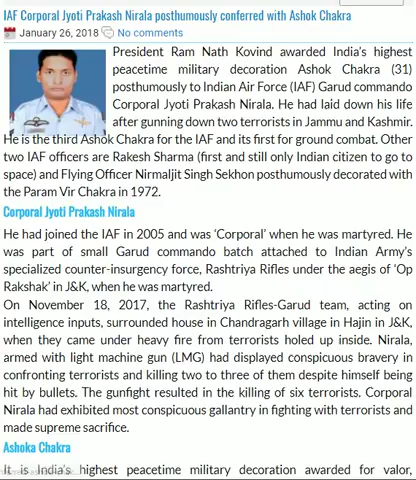 IAF Corporal Jyoti Prakash Nirala posthumously conferred with Ashok Chakra
January 26, 2018 No comments
President Ram Nath Kovind awarded India's highest
peacetime military decoration Ashok Chakra (31)
posthumously to Indian Air Force (IAF) Garud commando
Corporal Jyoti Prakash Nirala. He had laid down his life
after gunning down two terrorists in Jammu and Kashmir.
He is the third Ashok Chakra for the IAF and its first for ground combat. Other
two IAF officers are Rakesh Sharma (first and still only Indian citizen to go to
space) and Flying Officer Nirmaljit Singh Sekhon posthumously decorated with
the Param Vir Chakra in 1972.
Corporal Jyoti Prakash Nirala
He had joined the IAF in 2005 and was 'Corporal' when he was martyred. He
was part of small Garud commando batch attached to Indian Army's
specialized counter-insurgency force, Rashtriya Rifles under the aegis of 'Op
Rakshak' in J&K, when he was martyred.
On November 18, 2017, the Rashtriya Rifles-Garud team, acting on
intelligence inputs, surrounded house in Chandragarh village in Hajin in J&K,
when they came under heavy fire from terrorists holed up inside. Nirala,
armed with light machine gun (LMG) had displayed conspicuous bravery in
confronting terrorists and killing two to three of them despite himself being
hit by bullets. The gunfight resulted in the killing of six terrorists. Corporal
Nirala had exhibited most conspicuous gallantry in fighting with terrorists and
made supreme sacrifice.
Ashoka Chakra
It is India's highest peacetime military decoration awarded for valor,